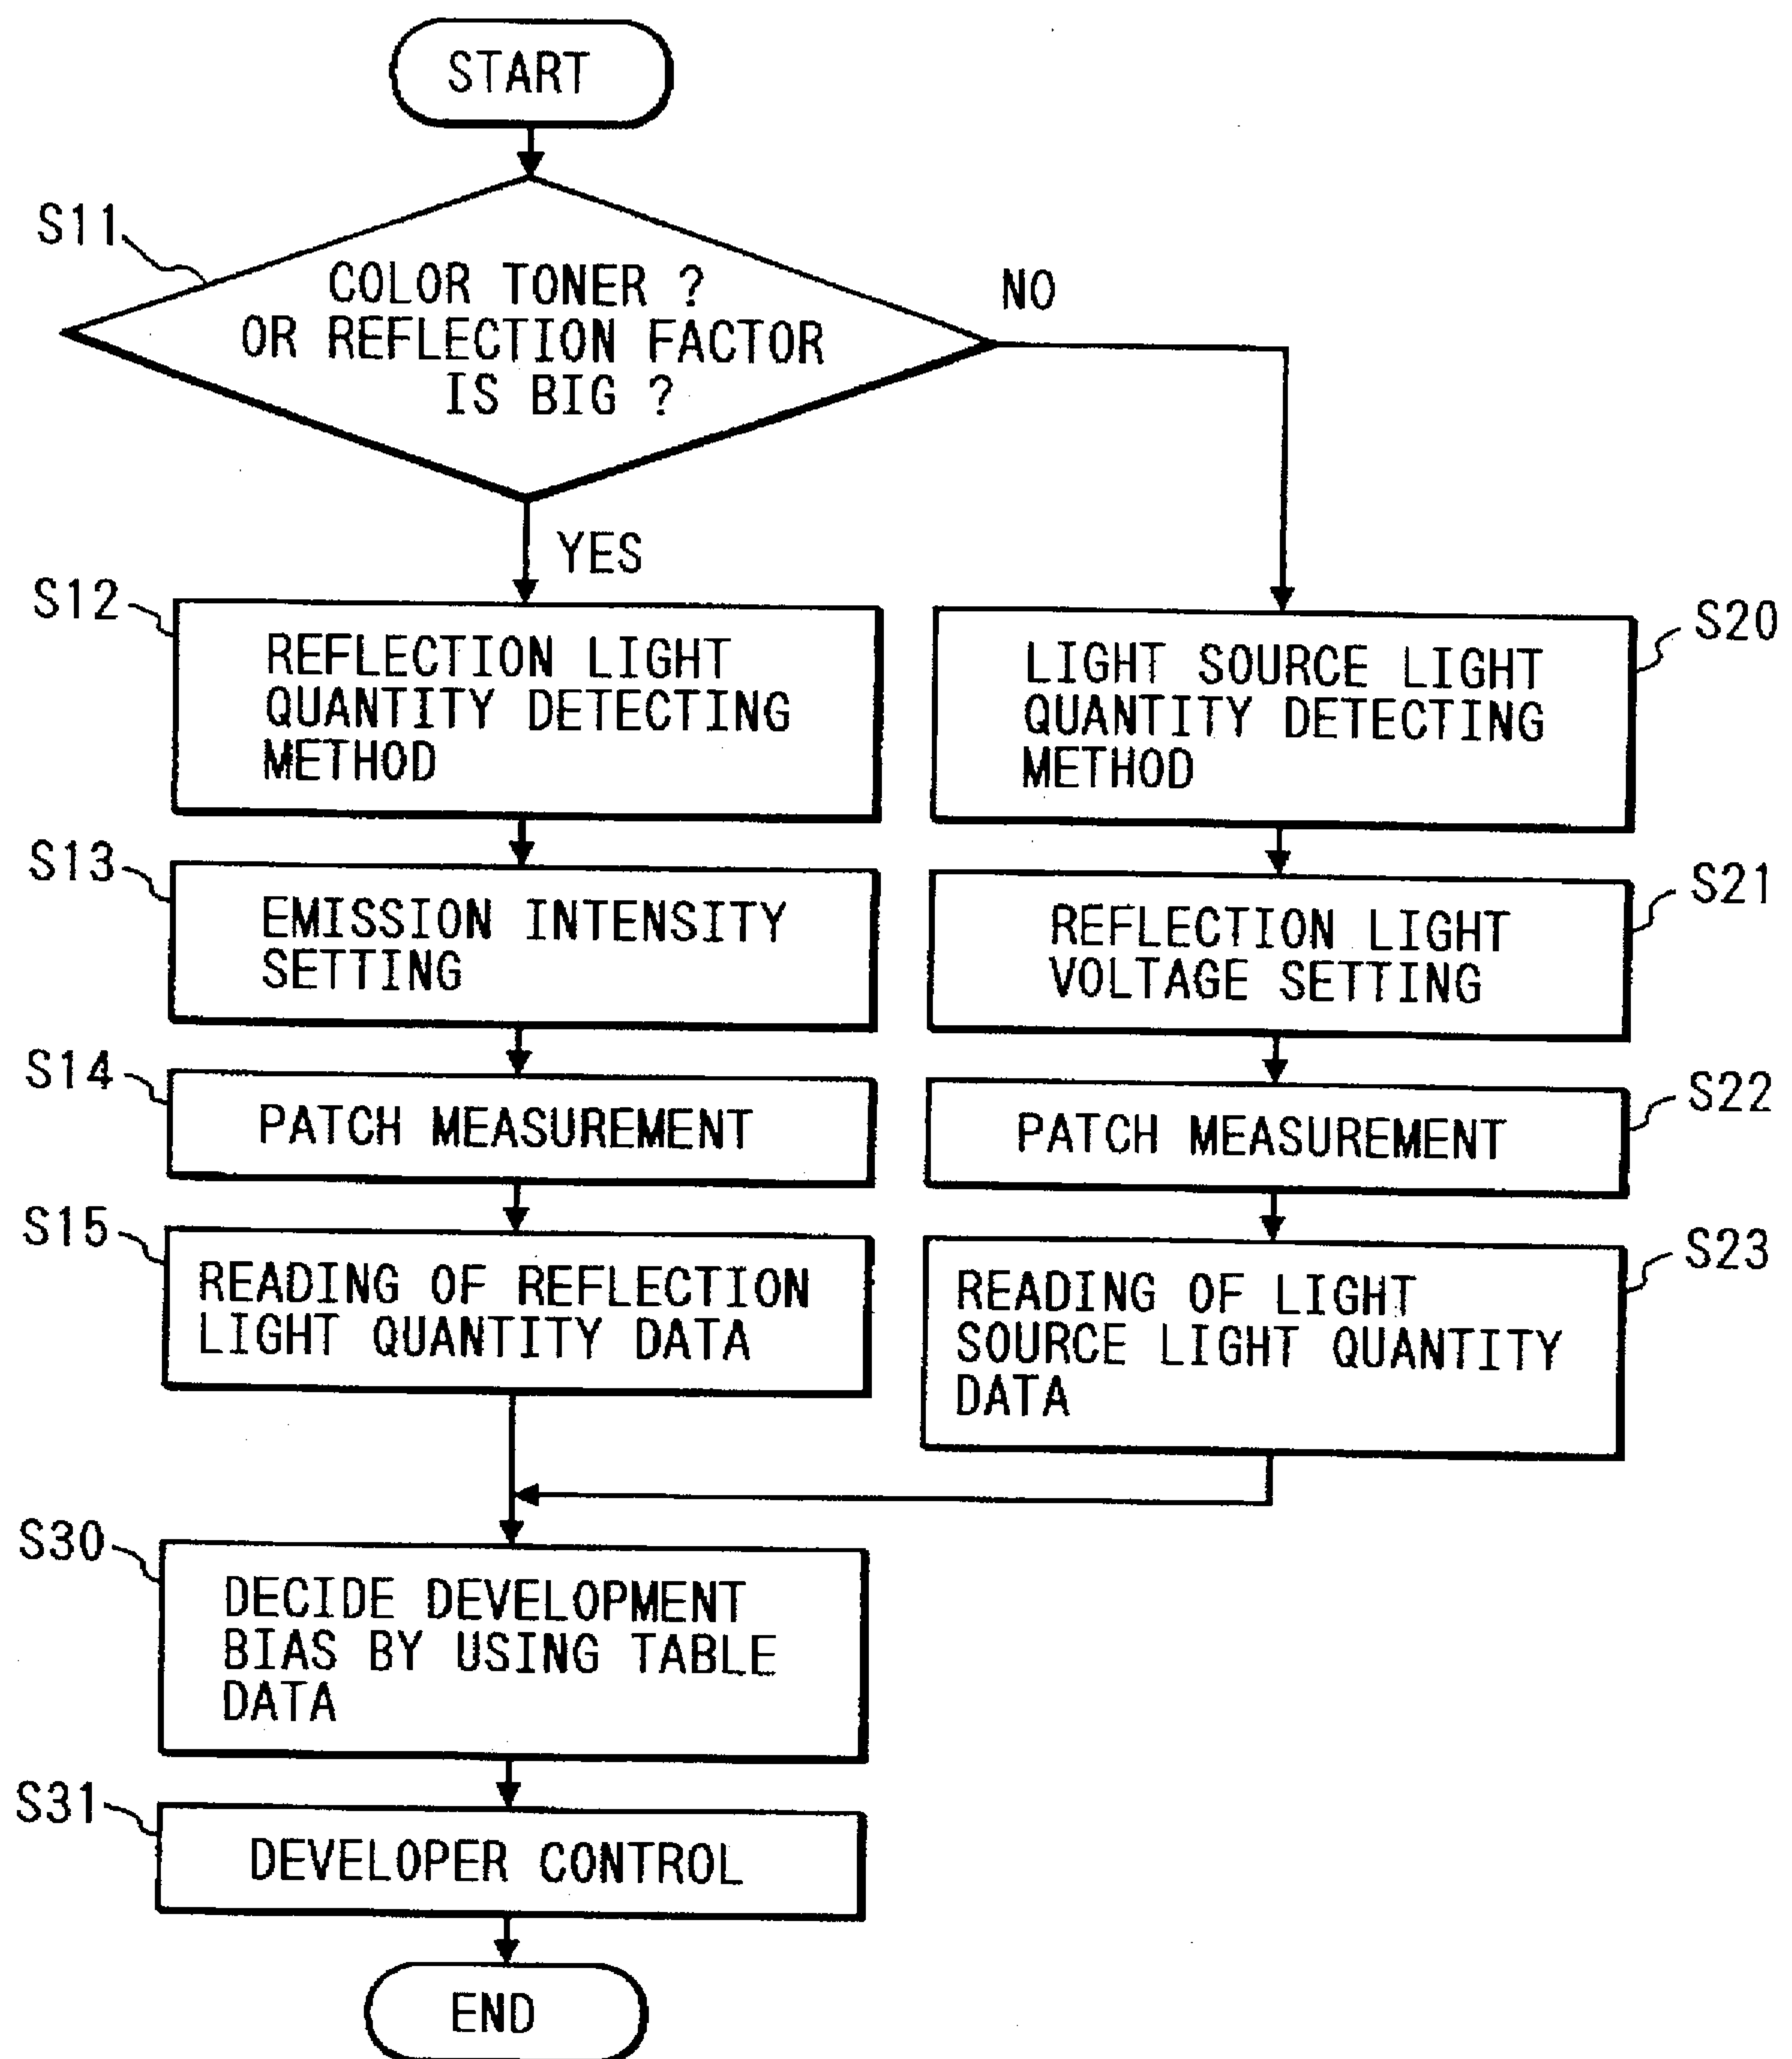 START
S11
COLOR TONER ?
OR REFLECTION FACTOR
IS BIG ?
NO
YES
S12
REFLECTION LIGHT
QUANTITY DETECTING
METHOD
S20
LIGHT SOURCE LIGHT
QUANTITY DETECTING
METHOD
S13
EMISSION INTENSITY
SETTING
S21
REFLECTION LIGHT
VOLTAGE SETTING
S14
PATCH MEASUREMENT
S22
PATCH MEASUREMENT
S15
READING OF REFLECTION
LIGHT QUANTITY DATA
S23
READING OF LIGHT
SOURCE LIGHT QUANTITY
DATA
S30
DECIDE DEVELOPMENT
BIAS BY USING TABLE
DATA
S31
DEVELOPER CONTROL
END